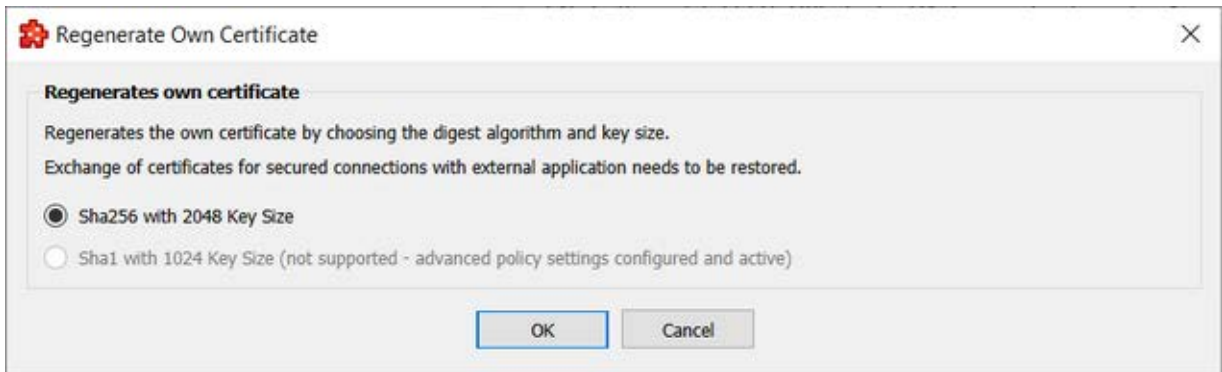 Regenerate Own Certificate
Regenerates own certificate
Regenerates the own certificate by choosing the digest algorithm and key size.
Exchange of certificates for secured connections with external application needs to be restored.
Sha256 with 2048 Key Size
Sha1 with 1024 Key Size (not supported - advanced policy settings configured and active)
OK
Cancel